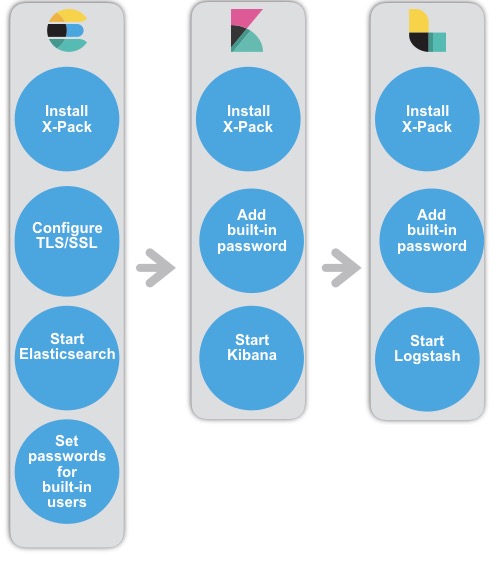 Install
X-Pack
Configure
TLS/SSL
Start
Elasticsearch
Set
passwords
for
built-in
users
Install
X-Pack
Add
built-in
password
Start
Kibana
Install
X-Pack
Add
built-in
password
Start
Logstash